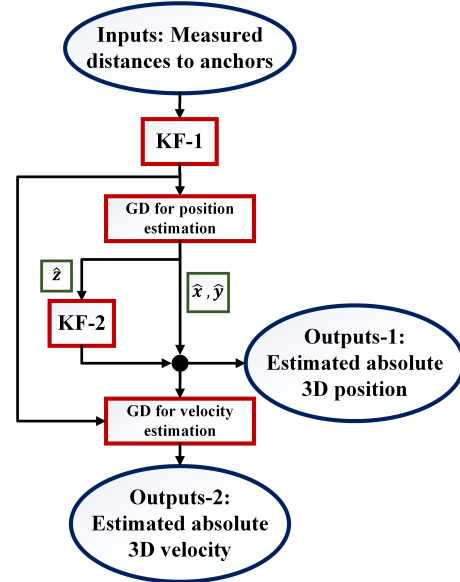 Inputs: Measured
distances to anchors
KF-1
GD for position
estimation
ẑ
x̂ , ŷ
KF-2
Outputs-1:
Estimated absolute
3D position
GD for velocity
estimation
Outputs-2:
Estimated absolute
3D velocity